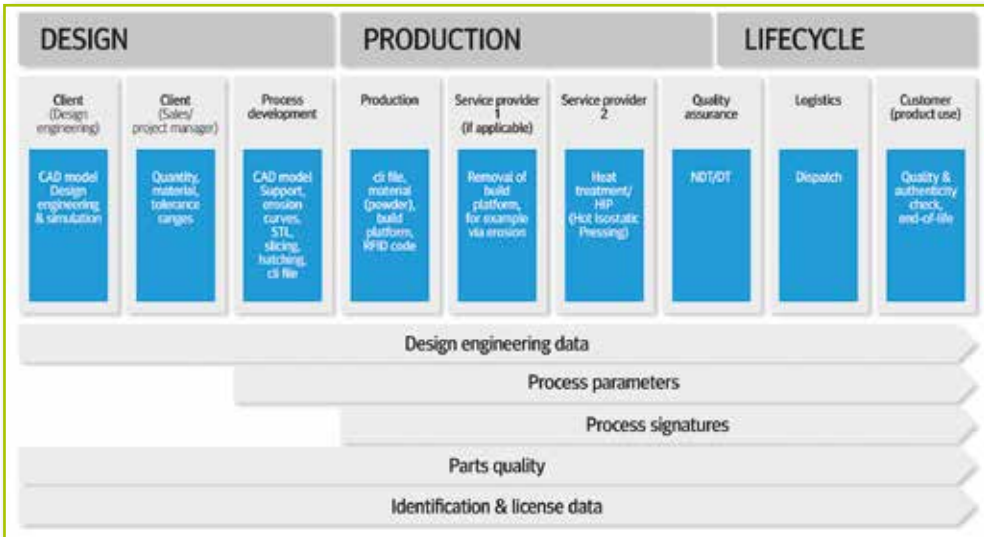 DESIGN
PRODUCTION
LIFECYCLE
Client
(Design
engineering)
Client
(Sales/
project manager)
Process
development
Production
Service provider
1
(if applicable)
Service provider
2
Quality
assurance
Logistics
Customer
(product use)
CAD model
Design
engineering
& simulation
Quantity,
material,
tolerance
ranges
CAD model
Support,
erosion
curves,
STL,
slicing,
hatching,
cli file
cli file,
material
(powder),
build
platform,
RFID code
Removal of
build
platform,
for example
via erosion
Heat
treatment/
HIP
(Hot Isostatic
Pressing)
NDT/DT
Dispatch
Quality &
authenticity
check,
end-of-life
Design engineering data
Process parameters
Process signatures
Parts quality
Identification & license data